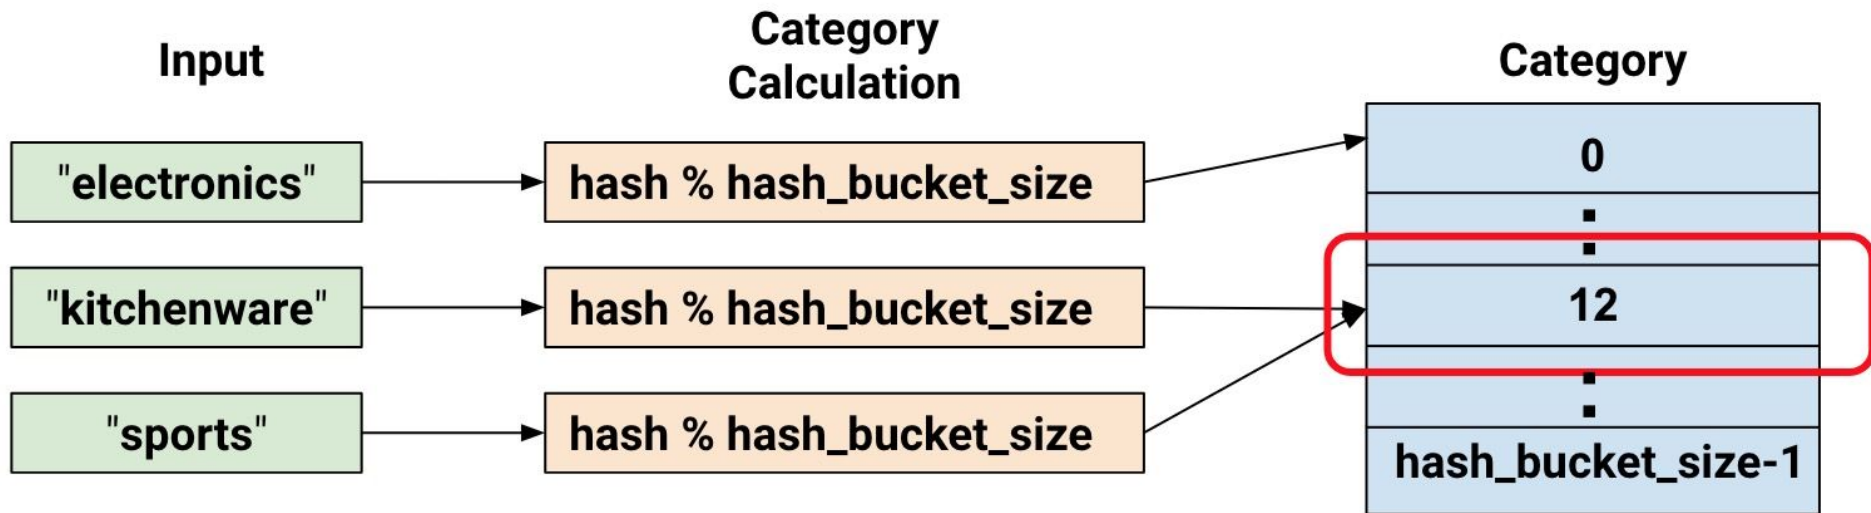 Input
Category
Calculation
Category
"electronics"
hash % hash_bucket_size
0
"kitchenware"
hash % hash_bucket_size
12
"sports"
hash % hash_bucket_size
hash_bucket_size-1